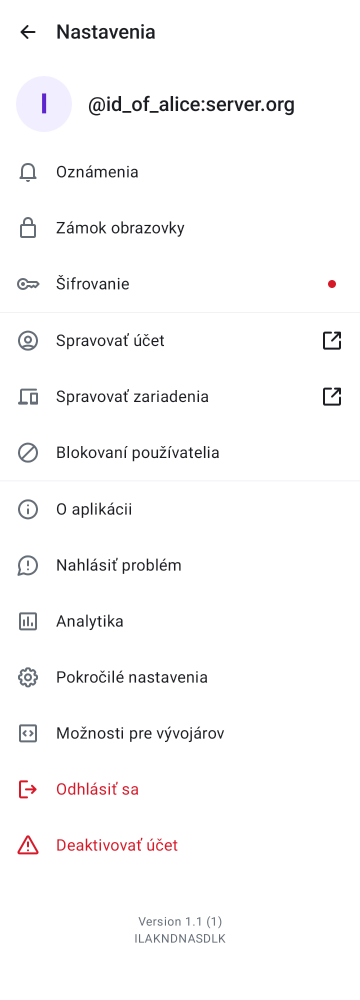 Nastavenia
I
@id_of_alice:server.org
Oznámenia
Zámok obrazovky
Šifrovanie
Spravovať účet
Spravovať zariadenia
Blokovaní používatelia
O aplikácii
Nahlásiť problém
Analytika
Pokročilé nastavenia
Možnosti pre vývojárov
Odhlásiť sa
Deaktivovať účet
Version 1.1 (1)
ILAKNDNASDLK